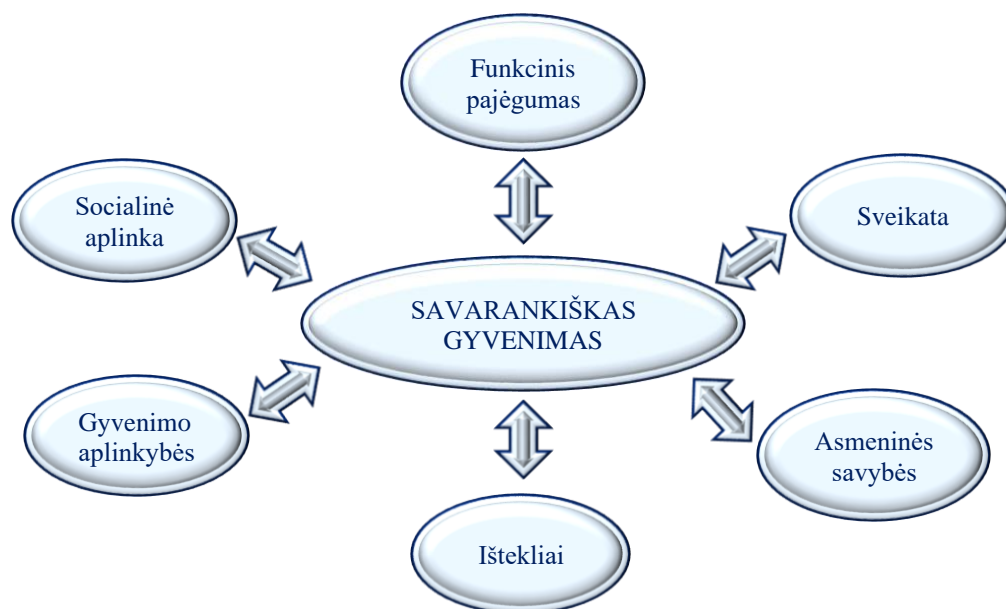 Funkcinis
pajėgumas
Socialinė
aplinka
Sveikata
SAVARANKIŠKAS
GYVENIMAS
Gyvenimo
aplinkybės
Asmeninės
savybės
Ištekliai